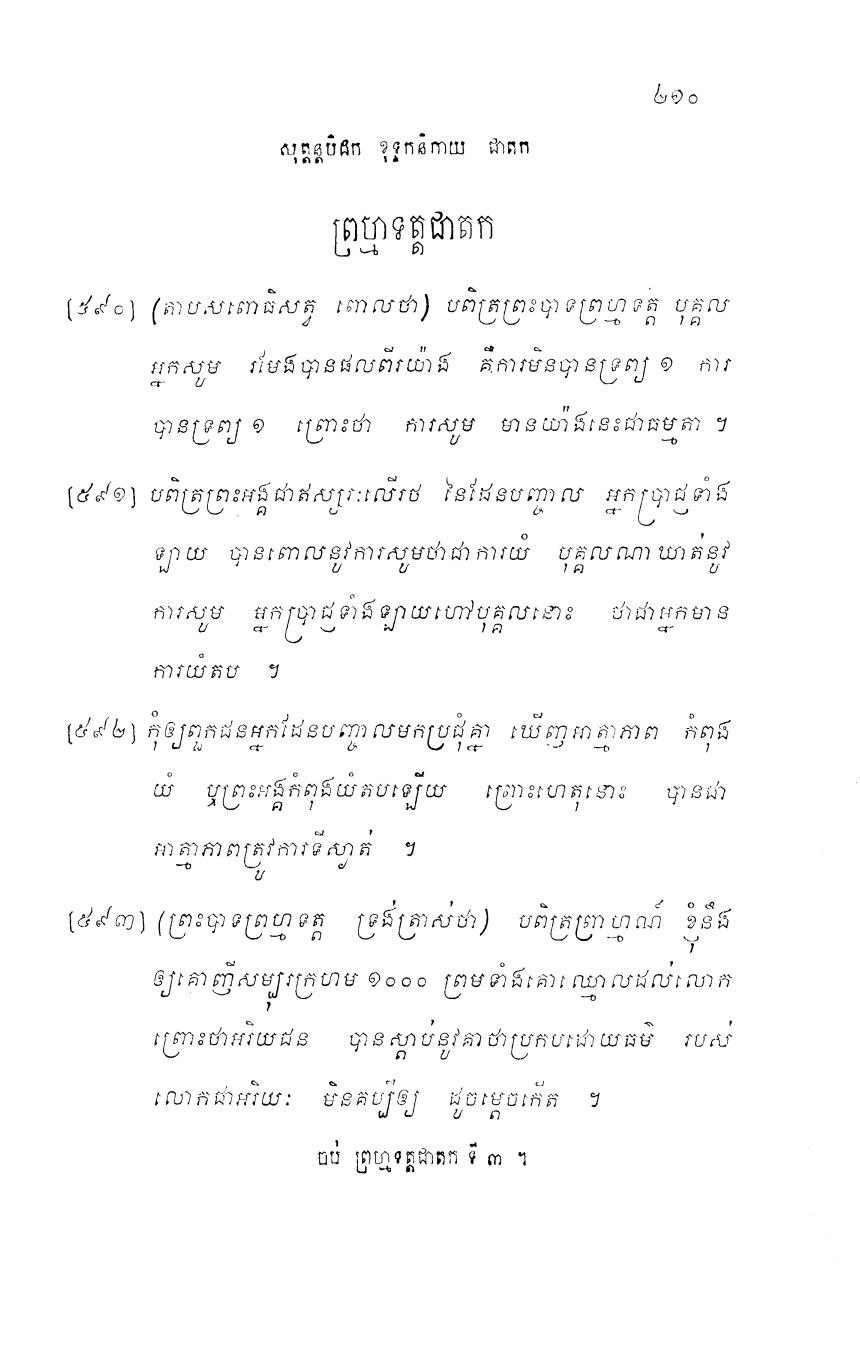 ២១០
សុត្តន្តបិដក ខុទ្ទកនិកាយ ជាតក
ព្រហ្មទត្តជាតក
[៥៩០] (តាបសពោធិសត្វ ពោលថា) បពិត្រព្រះបាទព្រហ្មទត្ត បុគ្គល
អ្នកសូម រមែងបានផលពីរយ៉ាង គឺការមិនបានទ្រព្យ ១ ការ
បានទ្រព្យ ១ ព្រោះថា ការសូម មានយ៉ាងនេះជាធម្មតា ។
[៥៩១] បពិត្រព្រះអង្គជាឥស្សរៈលើរថ នៃដែនបញ្ចាល អ្នកប្រាជ្ញទាំង
ឡាយ បានពោលនូវការសូមថាជាការយំ បុគ្គលណាឃាត់នូវ
ការសូម អ្នកប្រាជ្ញទាំងឡាយហៅបុគ្គលនោះ ថាជាអ្នកមាន
ការយំតប ។
[៥៩២] កុំឲ្យពួកជនអ្នកដែនបញ្ចាលមកប្រជុំគ្នា ឃើញអាត្មាភាព កំពុង
យំ ឬព្រះអង្គកំពុងយំតបឡើយ ព្រោះហេតុនោះ បានជា
អាត្មាភាពត្រូវការទីស្ងាត់ ។
[៥៩៣] (ព្រះបាទព្រហ្មទត្ត ទ្រង់ត្រាស់ថា) បពិត្រព្រាហ្មណ៍ ខ្ញុំនឹង
ឲ្យគោញីសម្បុរក្រហម ១០០០ ព្រមទាំងគោឈ្មោលដល់លោក
ព្រោះថាអរិយជន បានស្តាប់នូវគាថាប្រកបដោយធម៌ របស់
លោកជាអរិយៈ មិនគប្បីឲ្យ ដូចម្តេចកើត ។
ចប់ ព្រហ្មទត្តជាតក ទី ៣ ។